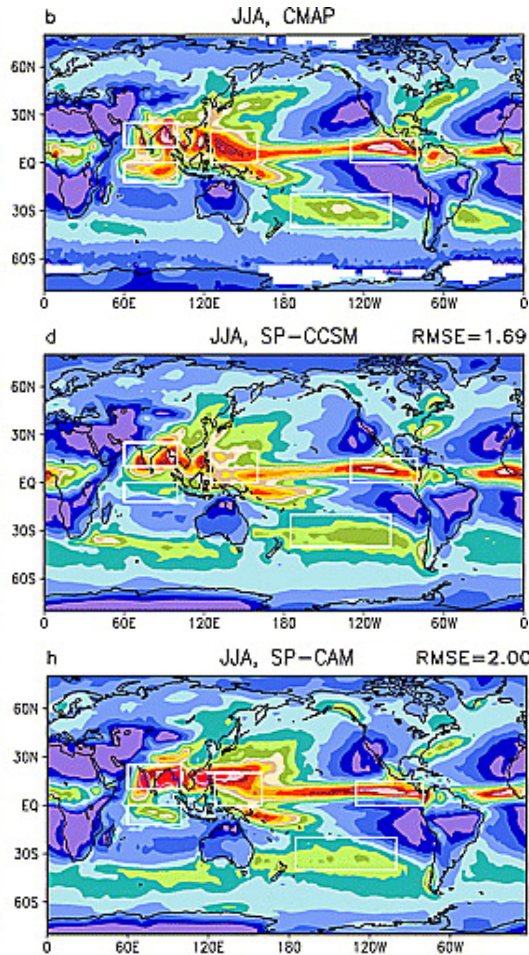 b JJA, CMAP
60N
30N
EQ
30S
60S
0 60E 120E 180 120W 60W 0
d JJA, SP-CCSM RMSE=1.69
60N
30N
EQ
30S
60S
0 60E 120E 180 120W 60W 0
h JJA, SP-CAM RMSE=2.00
60N
30N
EQ
30S
60S
60E 120E 180 120W 60W